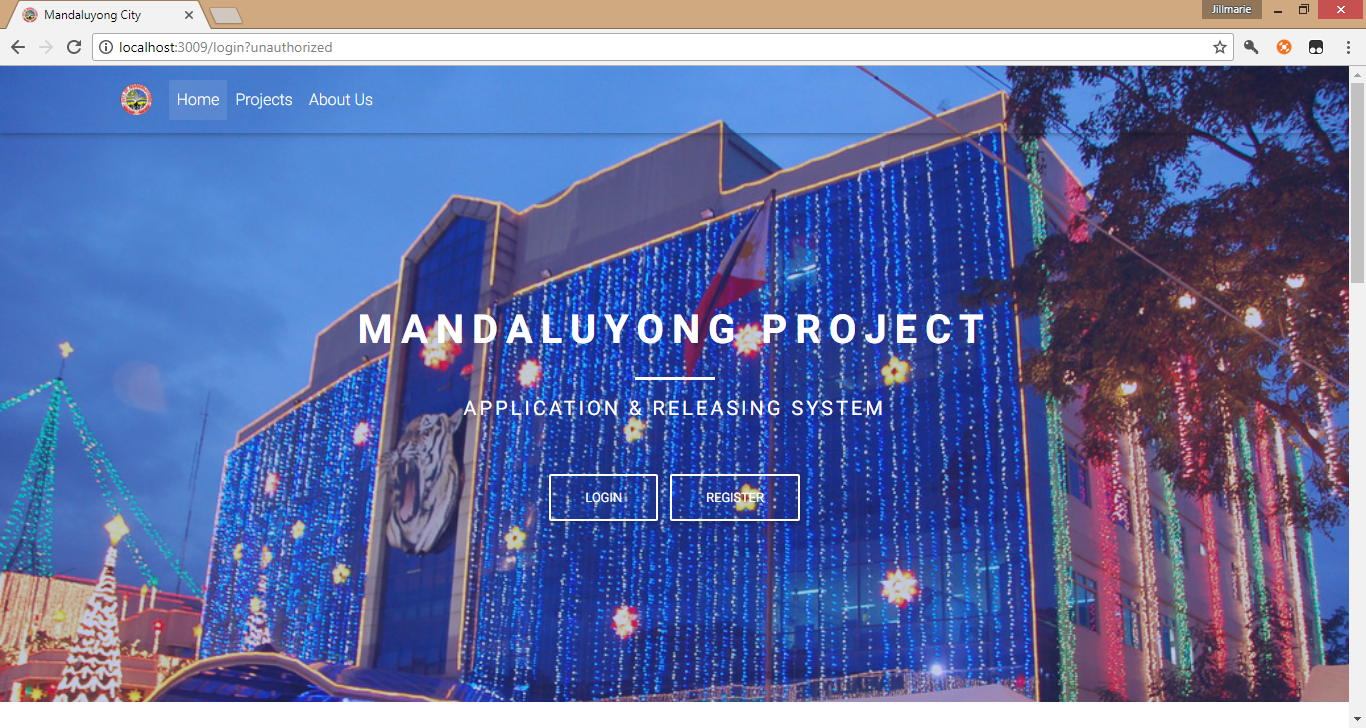 Mandaluyong City
Jillmarie
localhost:3009/login?unauthorized
Home Projects About Us
MANDALUYONG PROJECT
APPLICATION & RELEASING SYSTEM
LOGIN REGISTER